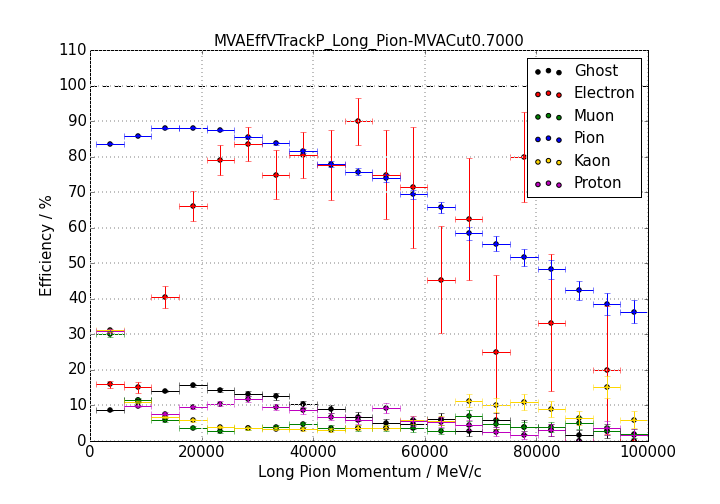 MVAEffVTrackP_Long_Pion-MVACut0.7000
110
100
90
80
70
60
50
40
30
20
10
0
Efficiency / %
Ghost
Electron
Muon
Pion
Kaon
Proton
0 20000 40000 60000 80000 100000
Long Pion Momentum / MeV/c